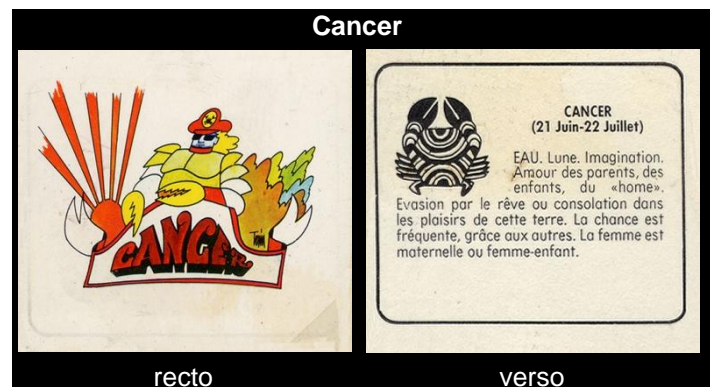 Cancer
CANCER
Tramí
CANCER
(21 Juin-22 Juillet)
EAU. Lune. Imagination.
Amour des parents, des
enfants, du «home».
Evasion par le rêve ou consolation dans
les plaisirs de cette terre. La chance est
fréquente, grâce aux autres. La femme est
maternelle ou femme-enfant.
recto
verso